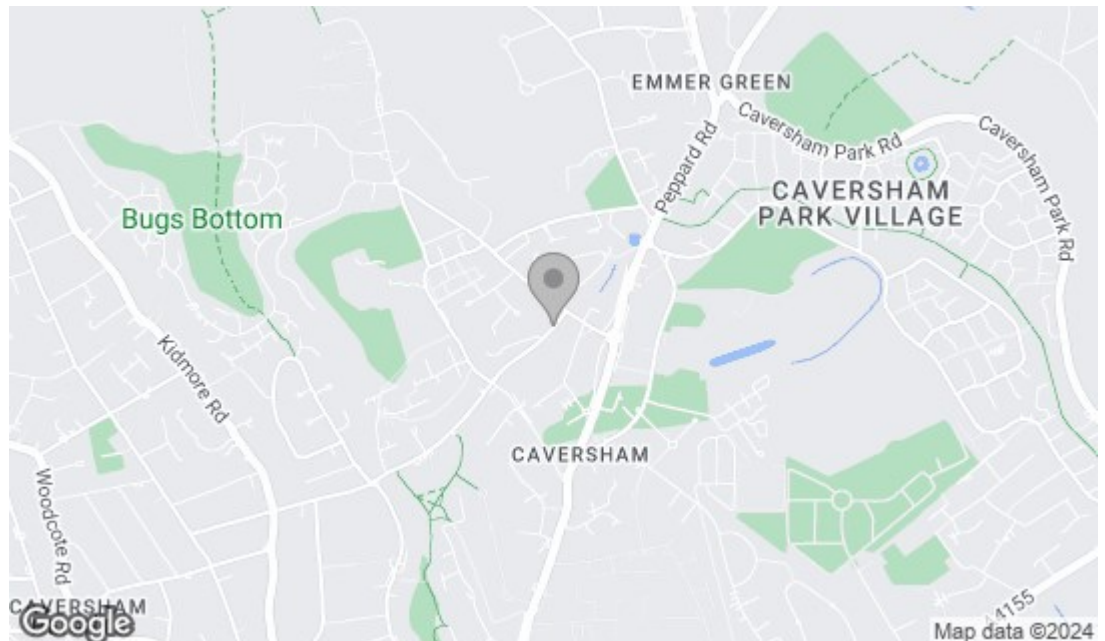 EMMER GREEN
Caversham Park Rd
Peppard Rd
CAVERSHAM
PARK VILLAGE
Caversham Park Rd
Bugs Bottom
Kidmore Rd
CAVERSHAM
Woodcote Rd
CAVERSHAM
A4155
Google
Map data ©2024